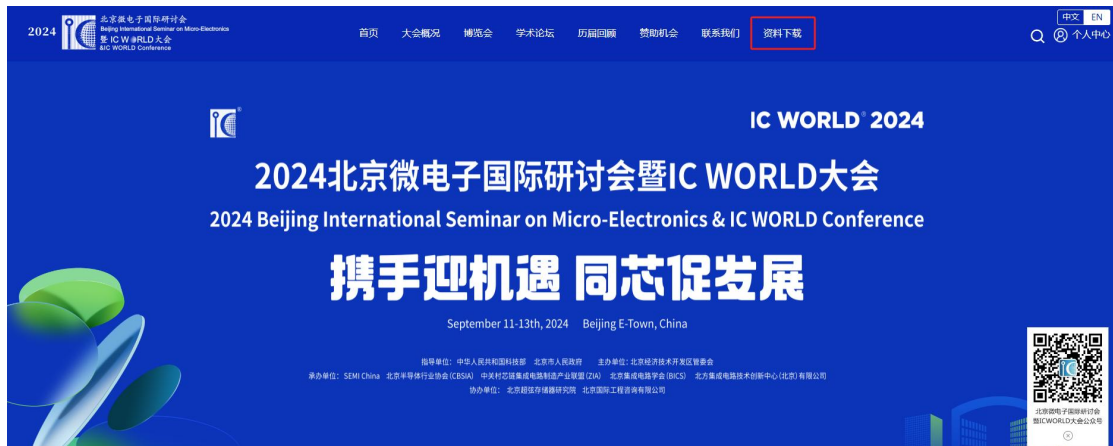 2024
北京微电子国际研讨会
Beijing International Seminar on Micro-Electronics
暨 IC WORLD大会
&IC WORLD Conference
首页 大会概况 博览会 学术论坛 历届回顾 赞助机会 联系我们 资料下载
中文 EN
个人中心
IC WORLD® 2024
2024北京微电子国际研讨会暨IC WORLD大会
2024 Beijing International Seminar on Micro-Electronics & IC WORLD Conference
携手迎机遇 同芯促发展
September 11-13th, 2024 Beijing E-Town, China
指导单位：中华人民共和国科技部 北京市人民政府 主办单位：北京经济技术开发区管委会
承办单位：SEMI China 北京半导体行业协会(CBSIA) 中关村芯链集成电路制造产业联盟(ZIA) 北京集成电路学会(BICS) 北方集成电路技术创新中心(北京)有限公司
协办单位：北京超弦存储器研究院 北京国际工程咨询有限公司
北京微电子国际研讨会
暨ICWORLD大会公众号